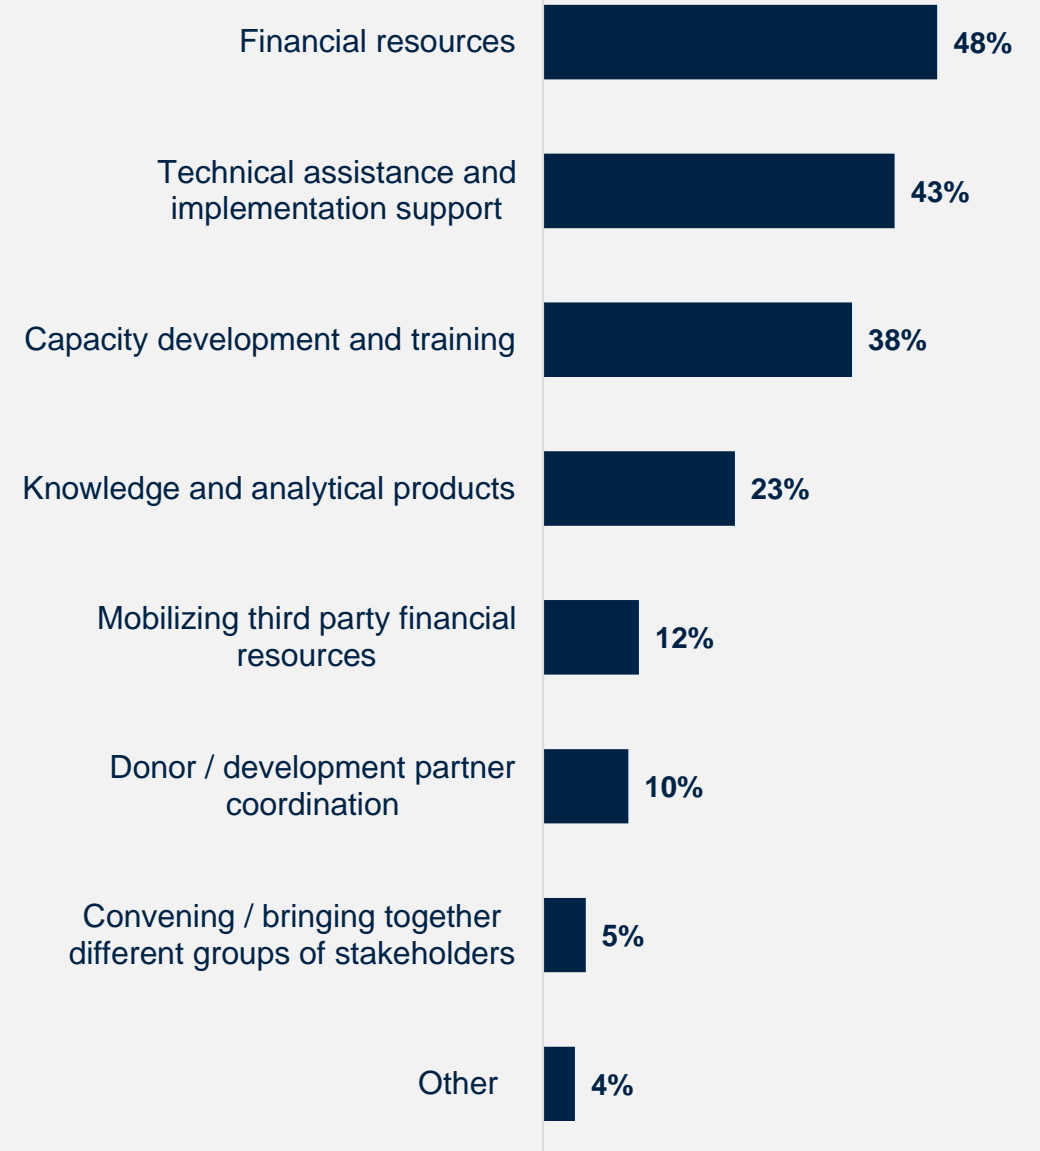 Financial resources
48%
Technical assistance and
implementation support
43%
Capacity development and training
38%
Knowledge and analytical products
23%
Mobilizing third party financial
resources
12%
Donor / development partner
coordination
10%
Convening / bringing together
different groups of stakeholders
5%
Other
4%